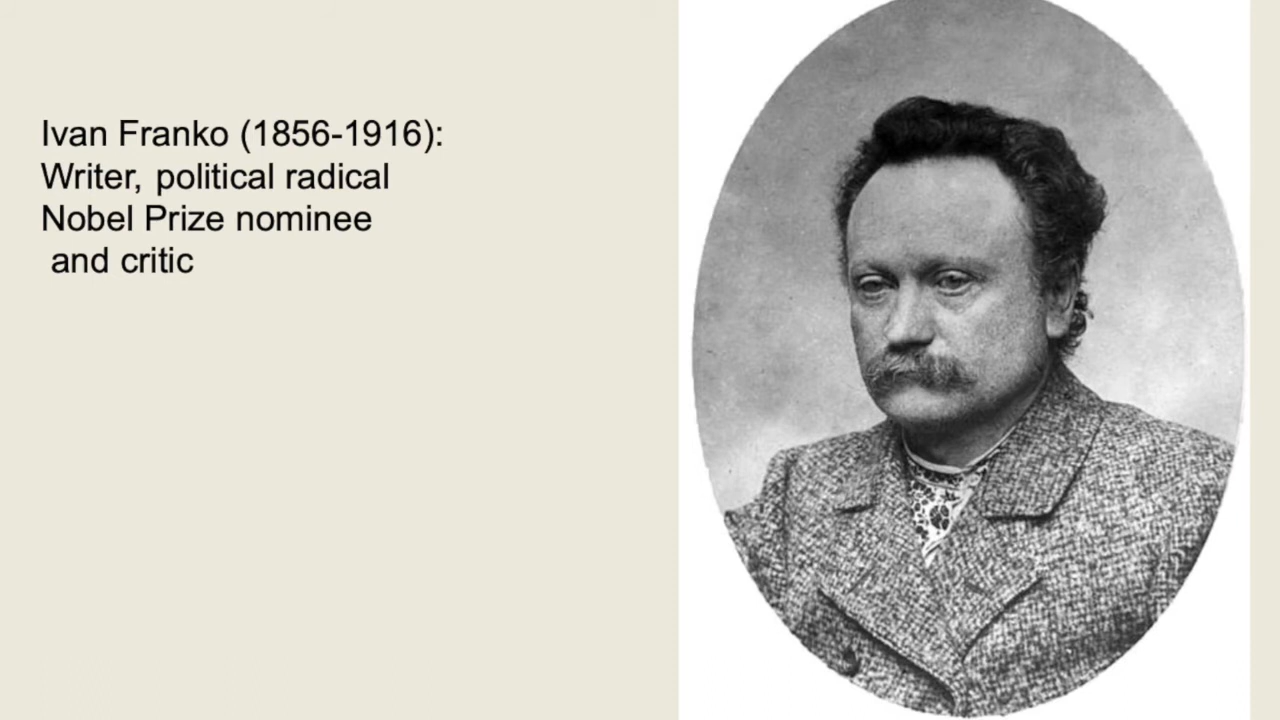 Ivan Franko (1856-1916):
Writer, political radical
Nobel Prize nominee
and critic